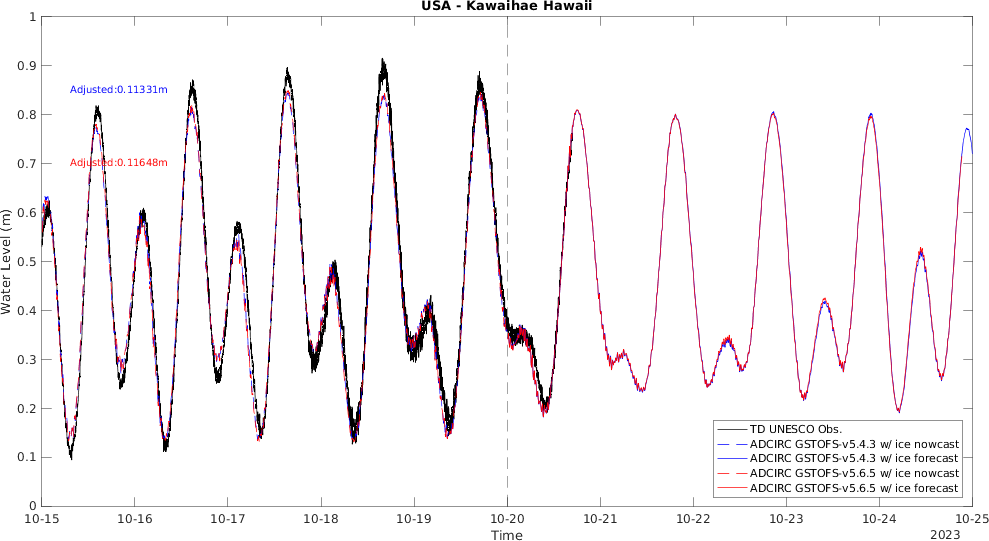 USA - Kawaihae Hawaii
1
0.9
0.8
0.7
0.6
0.5
0.4
0.3
0.2
0.1
0
Water Level (m)
Adjusted:0.11331m
Adjusted:0.11648m
TD UNESCO Obs.
ADCIRC GSTOFS-v5.4.3 w/ ice nowcast
ADCIRC GSTOFS-v5.4.3 w/ ice forecast
ADCIRC GSTOFS-v5.6.5 w/ ice nowcast
ADCIRC GSTOFS-v5.6.5 w/ ice forecast
10-15 10-16 10-17 10-18 10-19 10-20 10-21 10-22 10-23 10-24 10-25
Time
2023